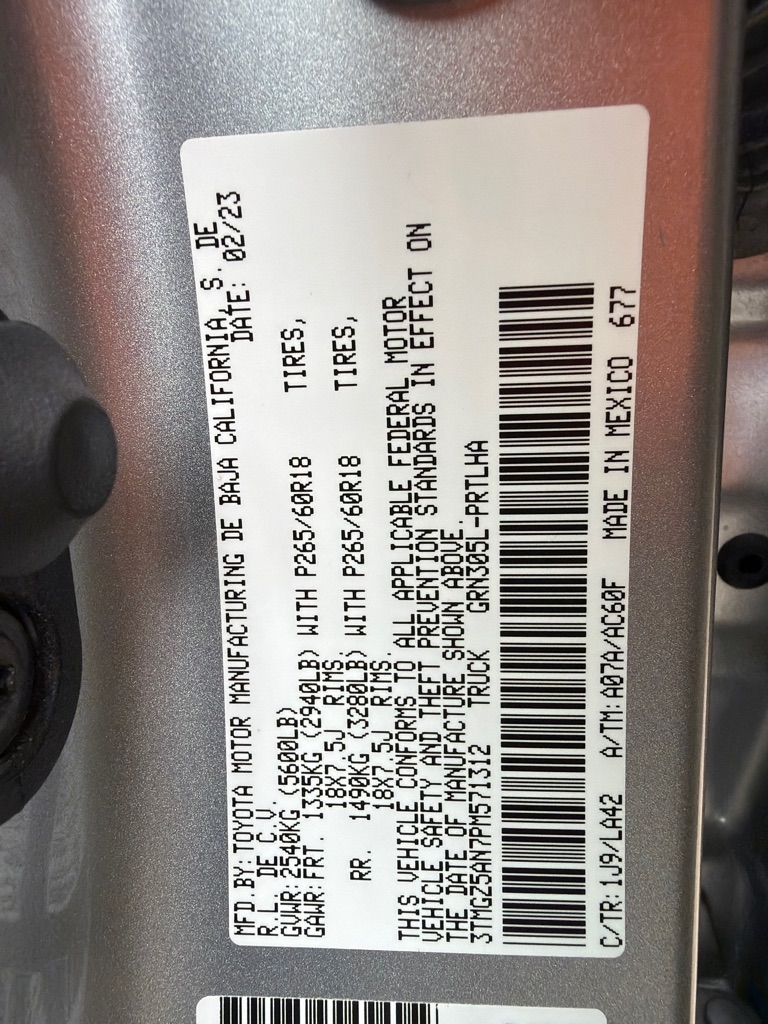 MFD.BY: TOYOTA MOTOR MANUFACTURING DE BAJA CALIFORNIA, S. DE
R.L. DE C.V. DATE: 02/23
GVWR: 2540KG (5600LB)
GAWR: FRT. 1335KG (2940LB) WITH P265/60R18 TIRES,
18X7.5J RIMS.
RR. 1490KG (3280LB) WITH P265/60R18 TIRES,
18X7.5J RIMS.
THIS VEHICLE CONFORMS TO ALL APPLICABLE FEDERAL MOTOR
VEHICLE SAFETY AND THEFT PREVENTION STANDARDS IN EFFECT ON
THE DATE OF MANUFACTURE SHOWN ABOVE.
3TMGZ5AN7PM571312 TRUCK GRN305L-PRTLHA
C/TR: 1J9/LA42 A/TM: A07A/AC60F MADE IN MEXICO 677